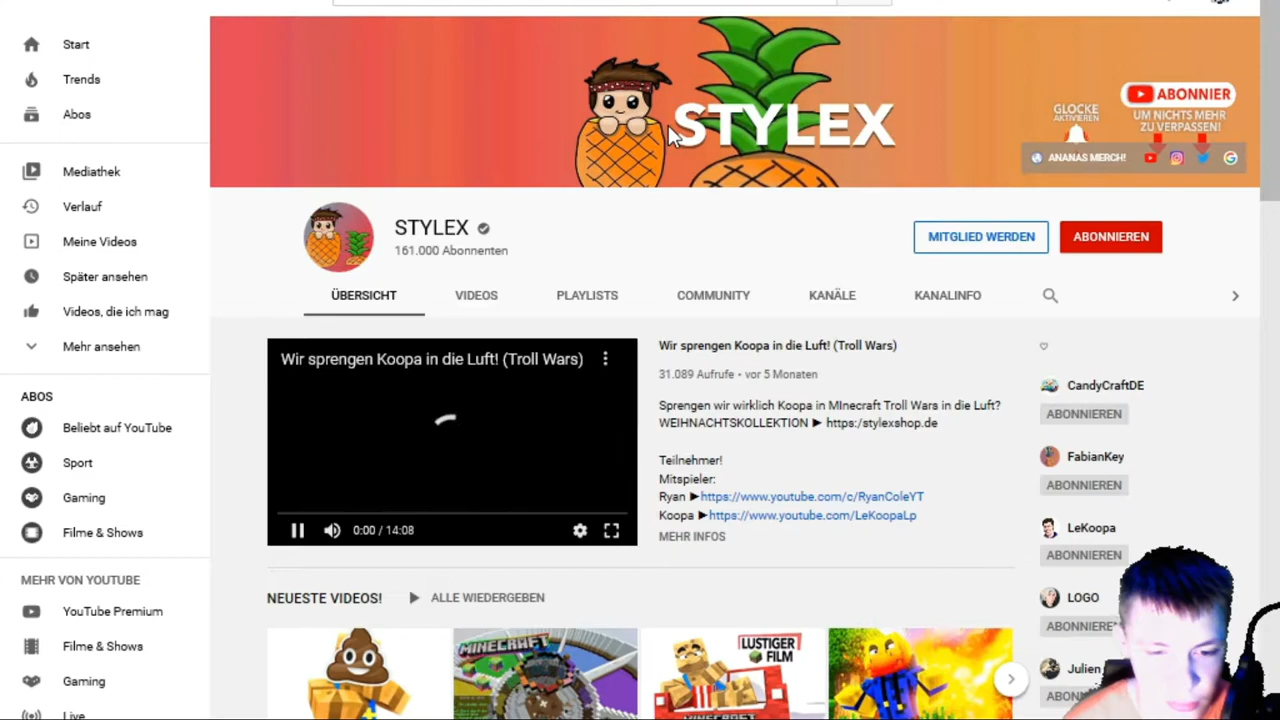 Start
Trends
Abos
Mediathek
Verlauf
Meine Videos
Später ansehen
Videos, die ich mag
Mehr ansehen
ABOS
Beliebt auf YouTube
Sport
Gaming
Filme & Shows
MEHR VON YOUTUBE
YouTube Premium
Filme & Shows
Gaming
Live
STYLEX
GLOCKE
AKTIVIEREN
ABONNIER
UM NICHTS MEHR
ZU VERPASSEN!
ANANAS MERCH!
STYLEX
161.000 Abonnenten
MITGLIED WERDEN
ABONNIEREN
ÜBERSICHT
VIDEOS
PLAYLISTS
COMMUNITY
KANÄLE
KANALINFO
Wir sprengen Koopa in die Luft! (Troll Wars)
0:00 / 14:08
Wir sprengen Koopa in die Luft! (Troll Wars)
31.089 Aufrufe • vor 5 Monaten
Sprengen wir wirklich Koopa in MInecraft Troll Wars in die Luft?
WEIHNACHTSKOLLEKTION ► https:/stylexshop.de
Teilnehmer!
Mitspieler:
Ryan ►https://www.youtube.com/c/RyanColeYT
Koopa ►https://www.youtube.com/LeKoopaLp
MEHR INFOS
CandyCraftDE
ABONNIEREN
FabianKey
ABONNIEREN
LeKoopa
ABONNIEREN
LOGO
ABONNIEREN
Julien
ABON
NEUESTE VIDEOS!
ALLE WIEDERGEBEN
MINECRAFT
LUSTIGER
FILM
MINECRAFT